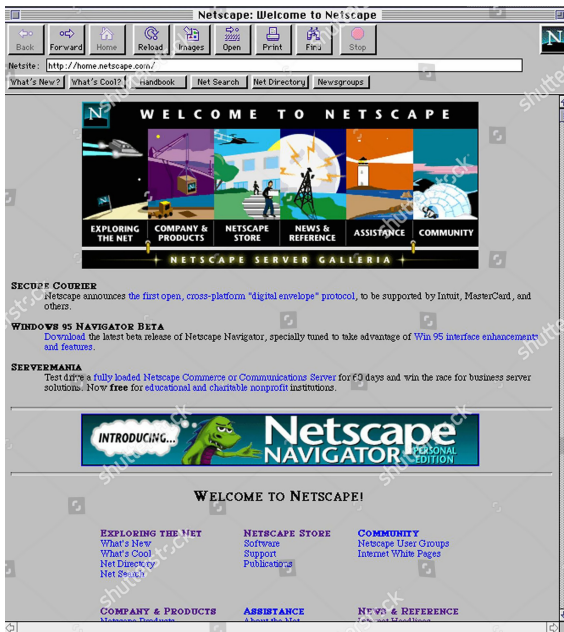 Netscape: Welcome to Netscape
Back Forward Home Reload Images Open Print Find Stop
N
Netsite: http://home.netscape.com/
What's New? What's Cool? Handbook Net Search Net Directory Newsgroups
N WELCOME TO NETSCAPE
EXPLORING THE NET
COMPANY & PRODUCTS
NETSCAPE STORE
NEWS & REFERENCE
ASSISTANCE
COMMUNITY
NETSCAPE SERVER GALLERIA
SECURE COURIER
Netscape announces the first open, cross-platform "digital envelope" protocol, to be supported by Intuit, MasterCard, and
others.
WINDOWS 95 NAVIGATOR BETA
Download the latest beta release of Netscape Navigator, specially tuned to take advantage of Win 95 interface enhancements
and features.
SERVERMANIA
Test drive a fully loaded Netscape Commerce or Communications Server for 60 days and win the race for business server
solutions. Now free for educational and charitable nonprofit institutions.
INTRODUCING...
Netscape
NAVIGATOR PERSONAL
EDITION
WELCOME TO NETSCAPE!
EXPLORING THE NET NETSCAPE STORE COMMUNITY
What's New Software Netscape User Groups
What's Cool Support Internet White Pages
Net Directory Publications
Net Search
COMPANY & PRODUCTS ASSISTANCE NEWS & REFERENCE
Netscape Products About the Net Internet Headlines
shutterstock